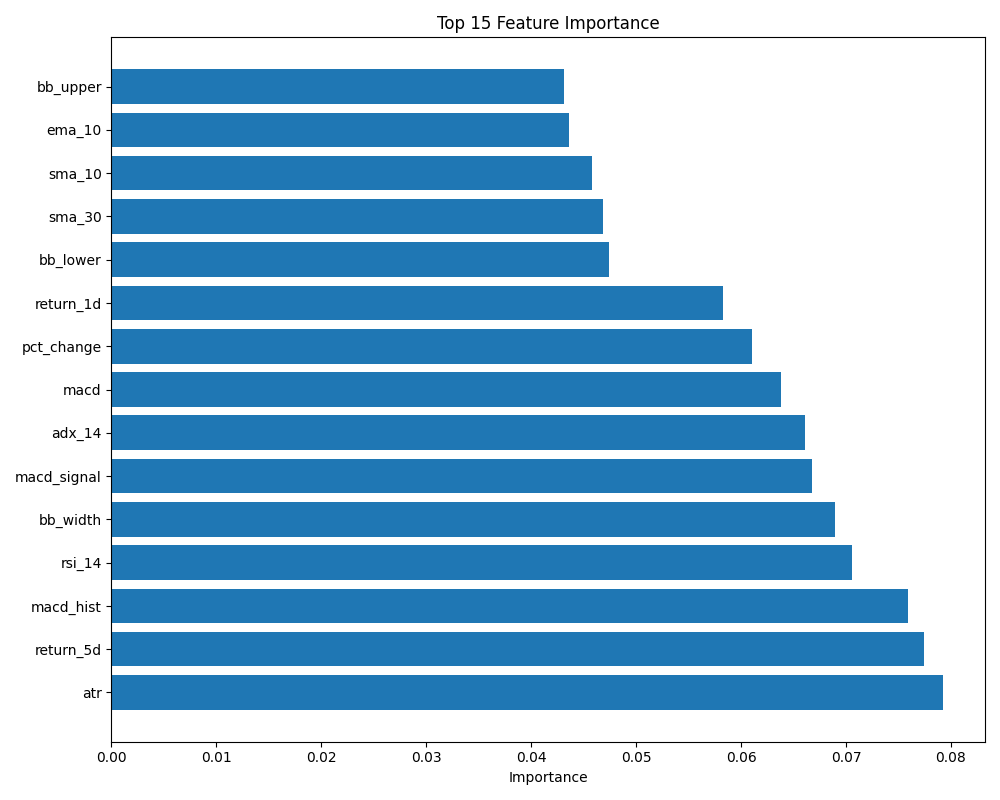 Top 15 Feature Importance
bb_upper
ema_10
sma_10
sma_30
bb_lower
return_1d
pct_change
macd
adx_14
macd_signal
bb_width
rsi_14
macd_hist
return_5d
atr
0.00 0.01 0.02 0.03 0.04 0.05 0.06 0.07 0.08
Importance